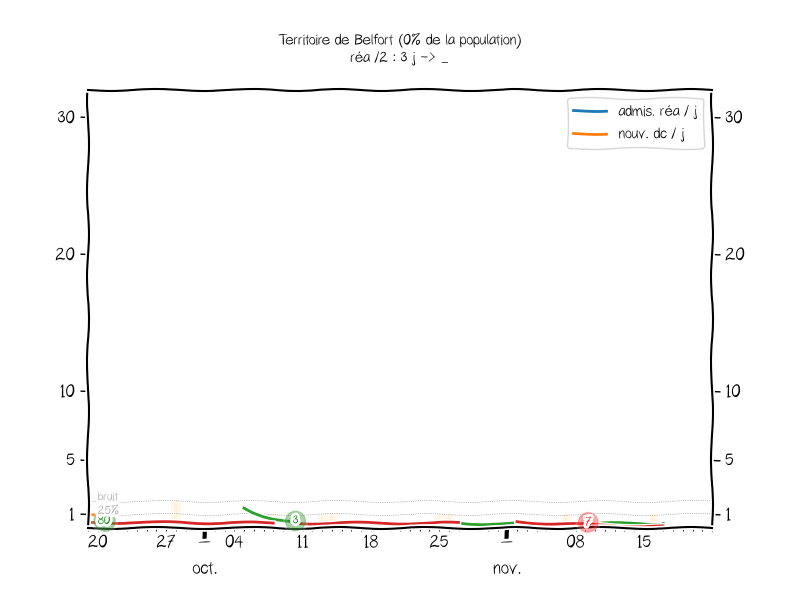 Territoire de Belfort (0% de la population)
réa /2 : 3 j -> _
admis. réa / j
nouv. dc / j
30
30
20
20
10
10
5
5
bruit
25%
80
3
7
1
1
20 27 1 04 11 18 25 1 08 15
oct. nov.